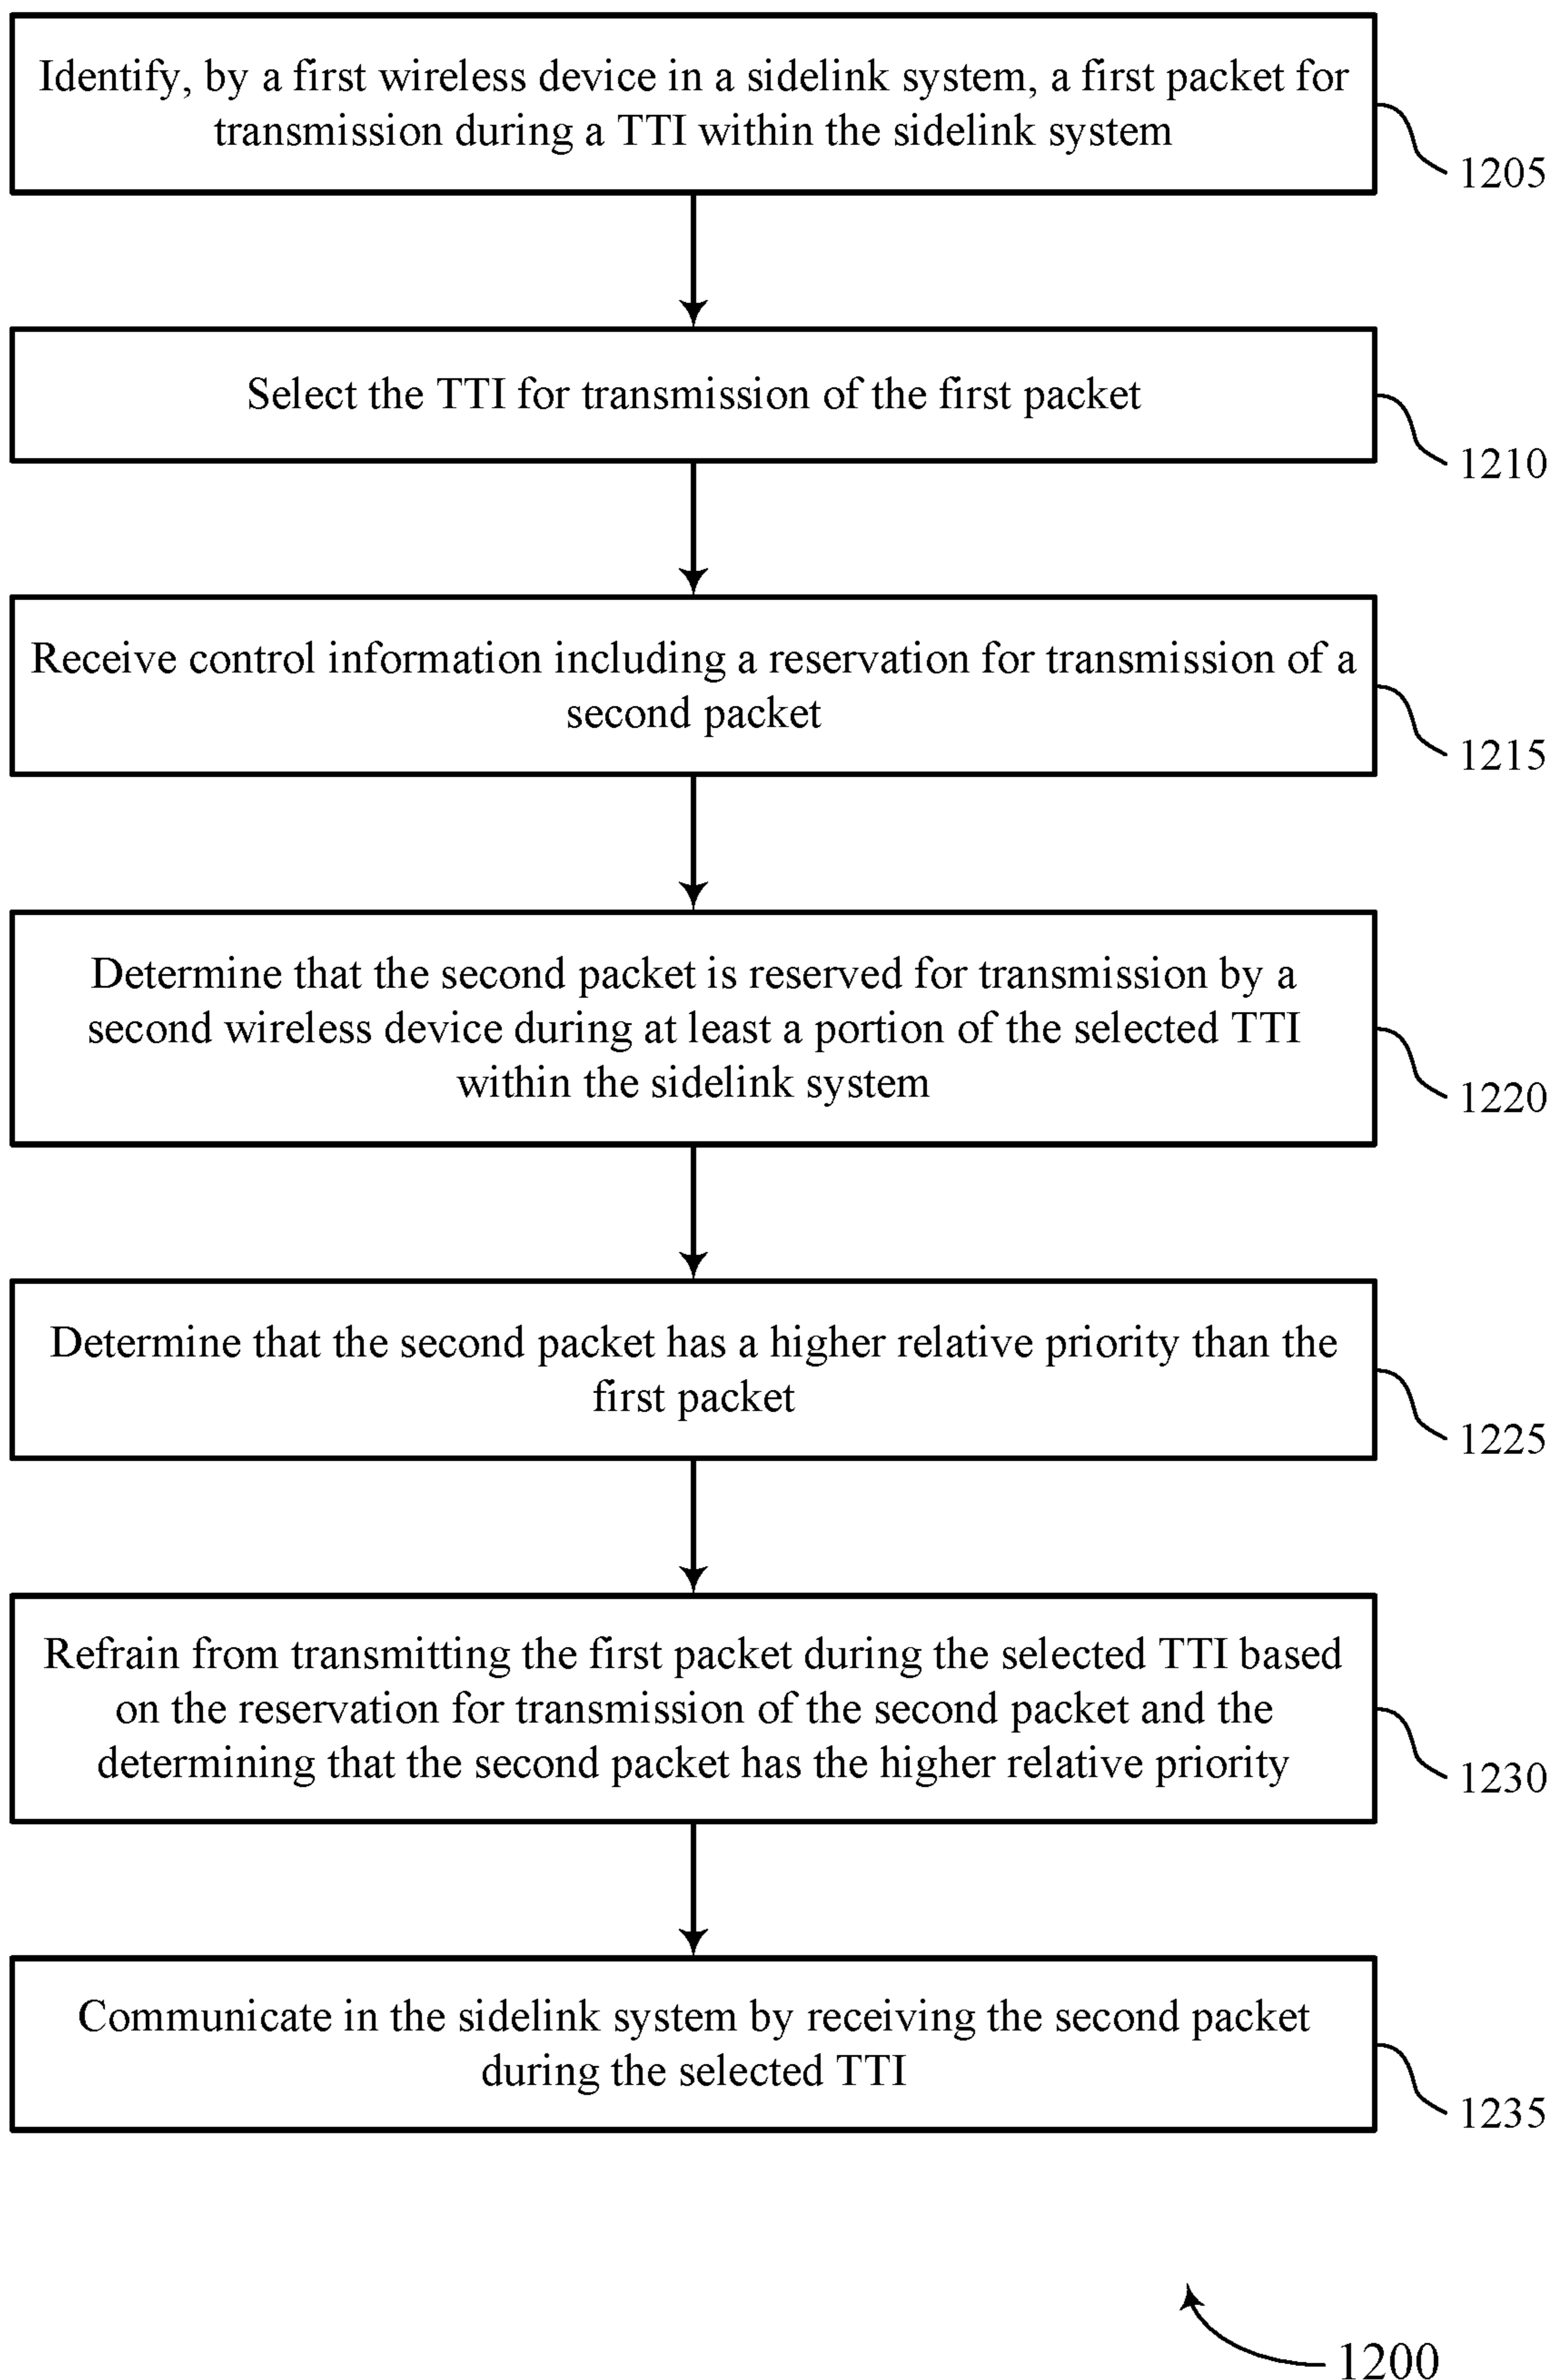 Identify, by a first wireless device in a sidelink system, a first packet for
transmission during a TTI within the sidelink system
1205
Select the TTI for transmission of the first packet
1210
Receive control information including a reservation for transmission of a
second packet
1215
Determine that the second packet is reserved for transmission by a
second wireless device during at least a portion of the selected TTI
within the sidelink system
1220
Determine that the second packet has a higher relative priority than the
first packet
1225
Refrain from transmitting the first packet during the selected TTI based
on the reservation for transmission of the second packet and the
determining that the second packet has the higher relative priority
1230
Communicate in the sidelink system by receiving the second packet
during the selected TTI
1235
1200